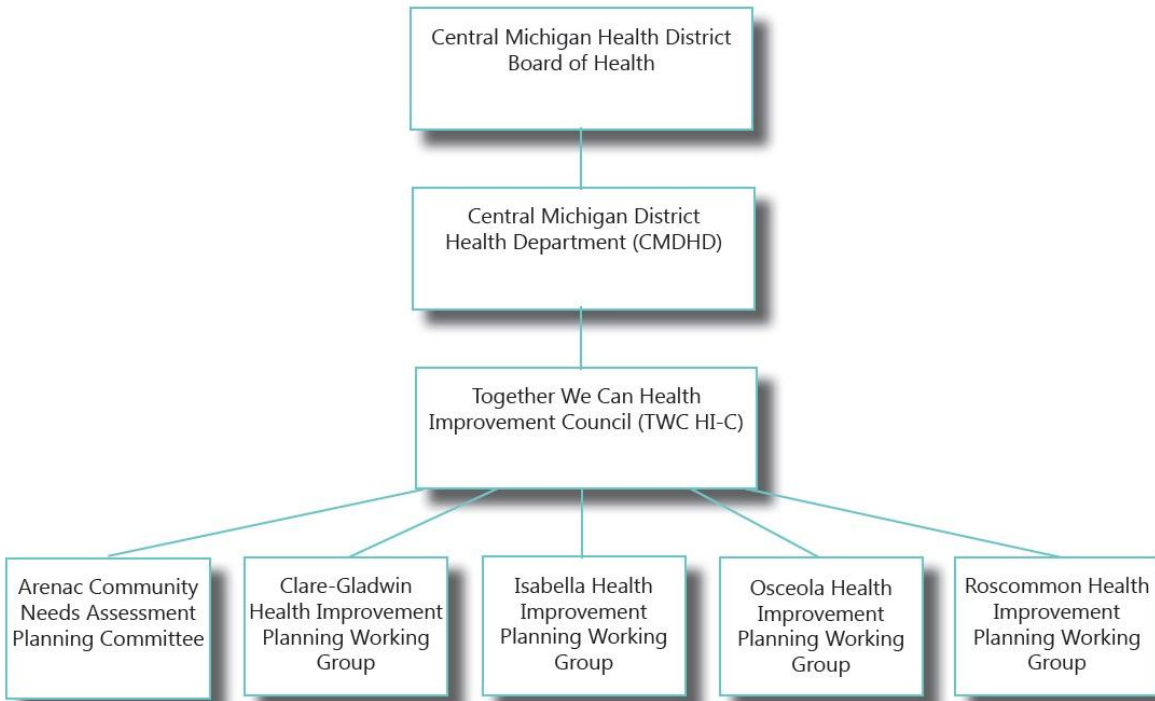 Central Michigan Health District
Board of Health
Central Michigan District
Health Department (CMDHD)
Together We Can Health
Improvement Council (TWC HI-C)
Arenac Community
Needs Assessment
Planning Committee
Clare-Gladwin
Health Improvement
Planning Working
Group
Isabella Health
Improvement
Planning Working
Group
Osceola Health
Improvement
Planning Working
Group
Roscommon Health
Improvement
Planning Working
Group